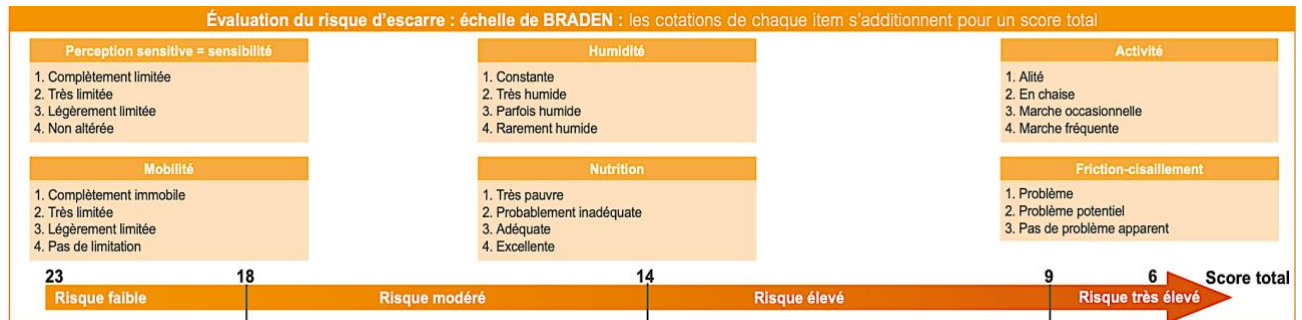 Évaluation du risque d'escarre : échelle de BRADEN : les cotations de chaque item s'additionnent pour un score total
Perception sensitive = sensibilité
1. Complètement limitée
2. Très limitée
3. Légèrement limitée
4. Non altérée
Humidité
1. Constante
2. Très humide
3. Parfois humide
4. Rarement humide
Activité
1. Alité
2. En chaise
3. Marche occasionnelle
4. Marche fréquente
Mobilité
1. Complètement immobile
2. Très limitée
3. Légèrement limitée
4. Pas de limitation
Nutrition
1. Très pauvre
2. Probablement inadéquate
3. Adéquate
4. Excellente
Friction-cisaillement
1. Problème
2. Problème potentiel
3. Pas de problème apparent
23 18 14 9 6 Score total
Risque faible Risque modéré Risque élevé Risque très élevé